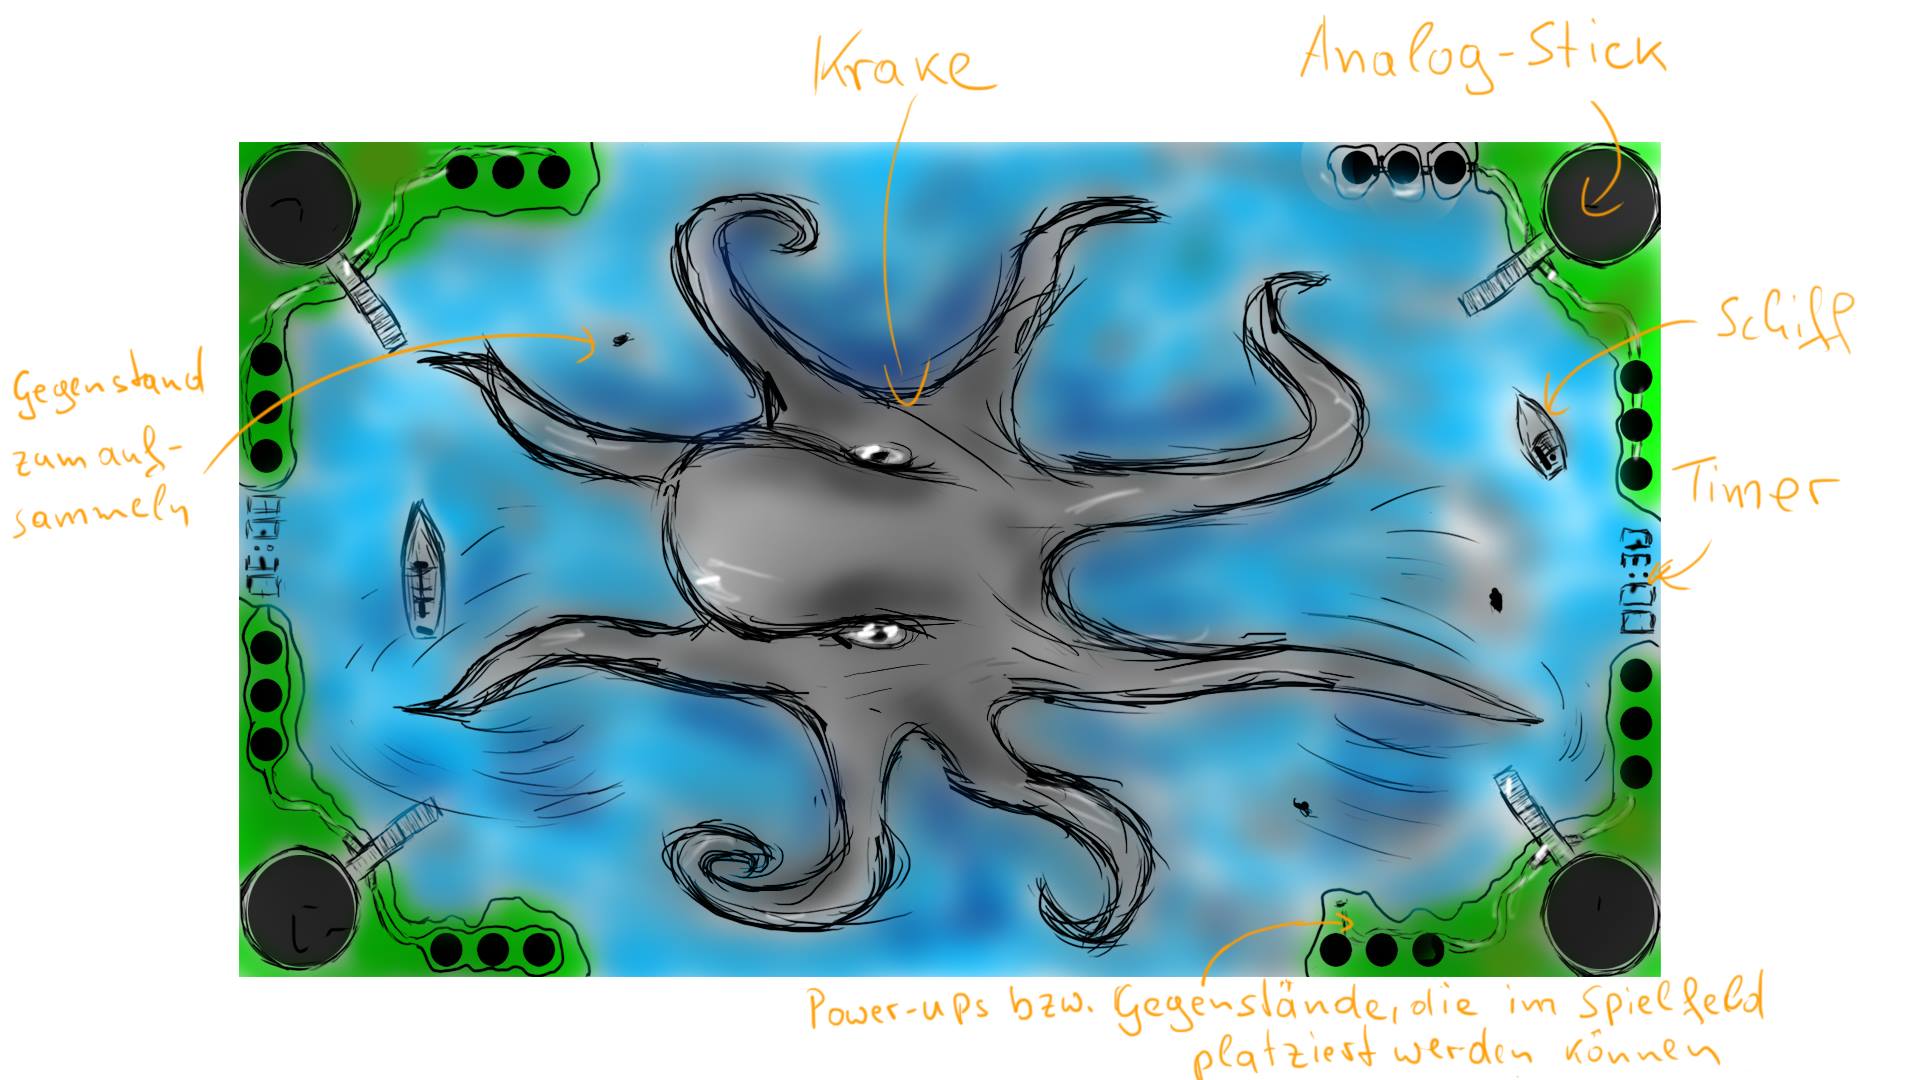 Krake
Analog-Stick
Schiff
Gegenstand
zum auf-
sammeln
Timer
Power-ups bzw. Gegenstände, die im Spielfeld
platziert werden können